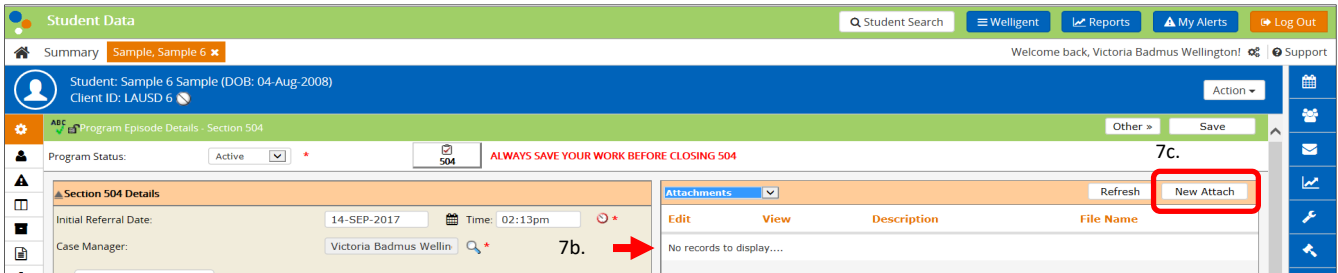 Student Data
Student Search
Welligent
Reports
My Alerts
Log Out
Summary
Sample, Sample 6 ×
Welcome back, Victoria Badmus Wellington!
Support
Student: Sample 6 Sample (DOB: 04-Aug-2008)
Client ID: LAUSD 6
Action
ABC
Program Episode Details - Section 504
Other »
Save
Program Status:
Active
*
504
ALWAYS SAVE YOUR WORK BEFORE CLOSING 504
7c.
Section 504 Details
Attachments
Refresh
New Attach
Initial Referral Date:
14-SEP-2017
Time:
02:13pm
*
Edit
View
Description
File Name
Case Manager:
Victoria Badmus Wellin
*
7b.
No records to display....